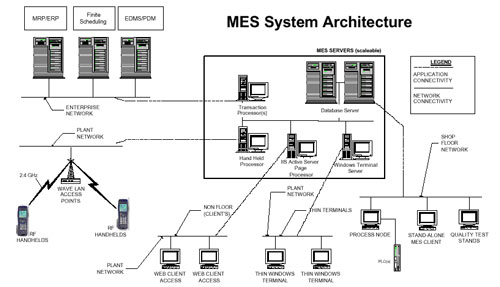 MES System Architecture
MRP/ERP
Finite
Scheduling
EDMS/PDM
ENTERPRISE
NETWORK
MES SERVERS (scaleable)
Transaction
Processor(s)
Database Server
Hand Held
Processor
IIS Active Server
Page
Processor
Windows Terminal
Server
LEGEND
APPLICATION
CONNECTIVITY
NETWORK
CONNECTIVITY
PLANT
NETWORK
2.4 GHz
WAVE LAN
ACCESS
POINTS
RF
HANDHELDS
RF
HANDHELDS
NON FLOOR
(CLIENT'S)
PLANT
NETWORK
WEB CLIENT
ACCESS
WEB CLIENT
ACCESS
PLANT
NETWORK
THIN TERMINALS
THIN WINDOWS
TERMINAL
THIN WINDOWS
TERMINAL
SHOP
FLOOR
NETWORK
PROCESS NODE
STAND-ALONE
MES CLIENT
QUALITY TEST
STANDS